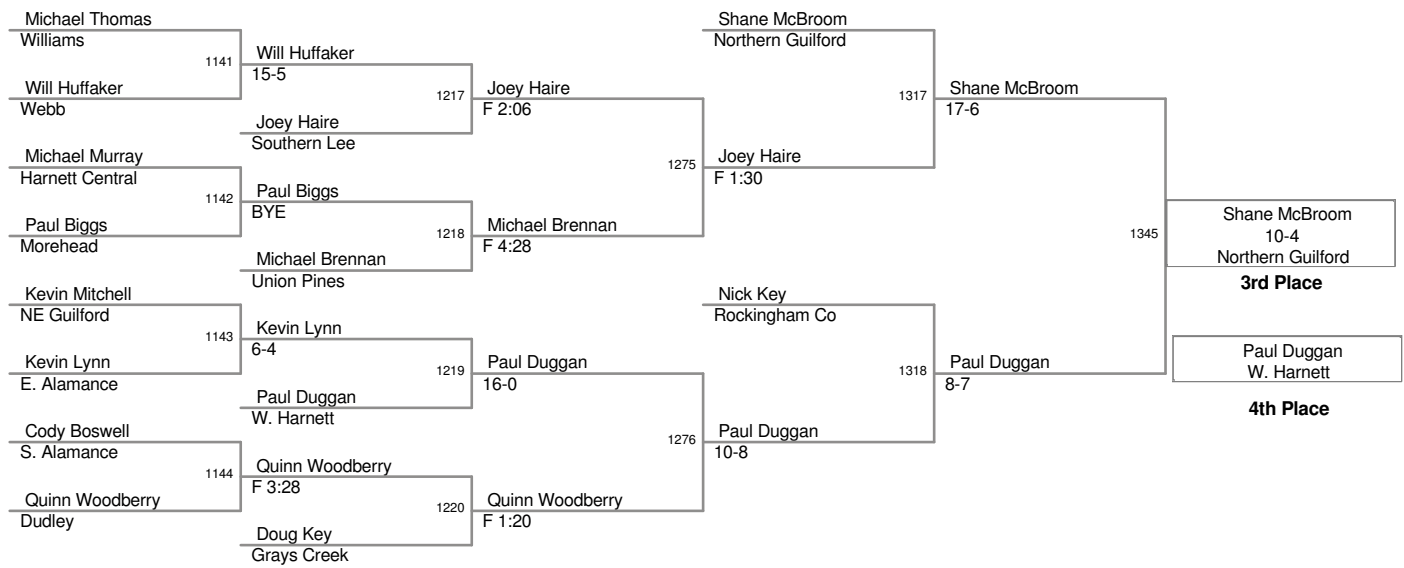 Michael Thomas
Williams
1141
Will Huffaker
Webb
Will Huffaker
15-5
1217
Joey Haire
Southern Lee
Joey Haire
F 2:06
Michael Murray
Harnett Central
1142
Paul Biggs
Morehead
Paul Biggs
BYE
1218
Michael Brennan
Union Pines
Michael Brennan
F 4:28
1275
Kevin Mitchell
NE Guilford
1143
Kevin Lynn
E. Alamance
Kevin Lynn
6-4
1219
Paul Duggan
W. Harnett
Paul Duggan
16-0
Cody Boswell
S. Alamance
1144
Quinn Woodberry
Dudley
Quinn Woodberry
F 3:28
1220
Doug Key
Grays Creek
Quinn Woodberry
F 1:20
1276
Shane McBroom
Northern Guilford
1317
Joey Haire
F 1:30
Shane McBroom
17-6
Nick Key
Rockingham Co
1318
Paul Duggan
10-8
Paul Duggan
8-7
1345
Shane McBroom
10-4
Northern Guilford
3rd Place
Paul Duggan
W. Harnett
4th Place